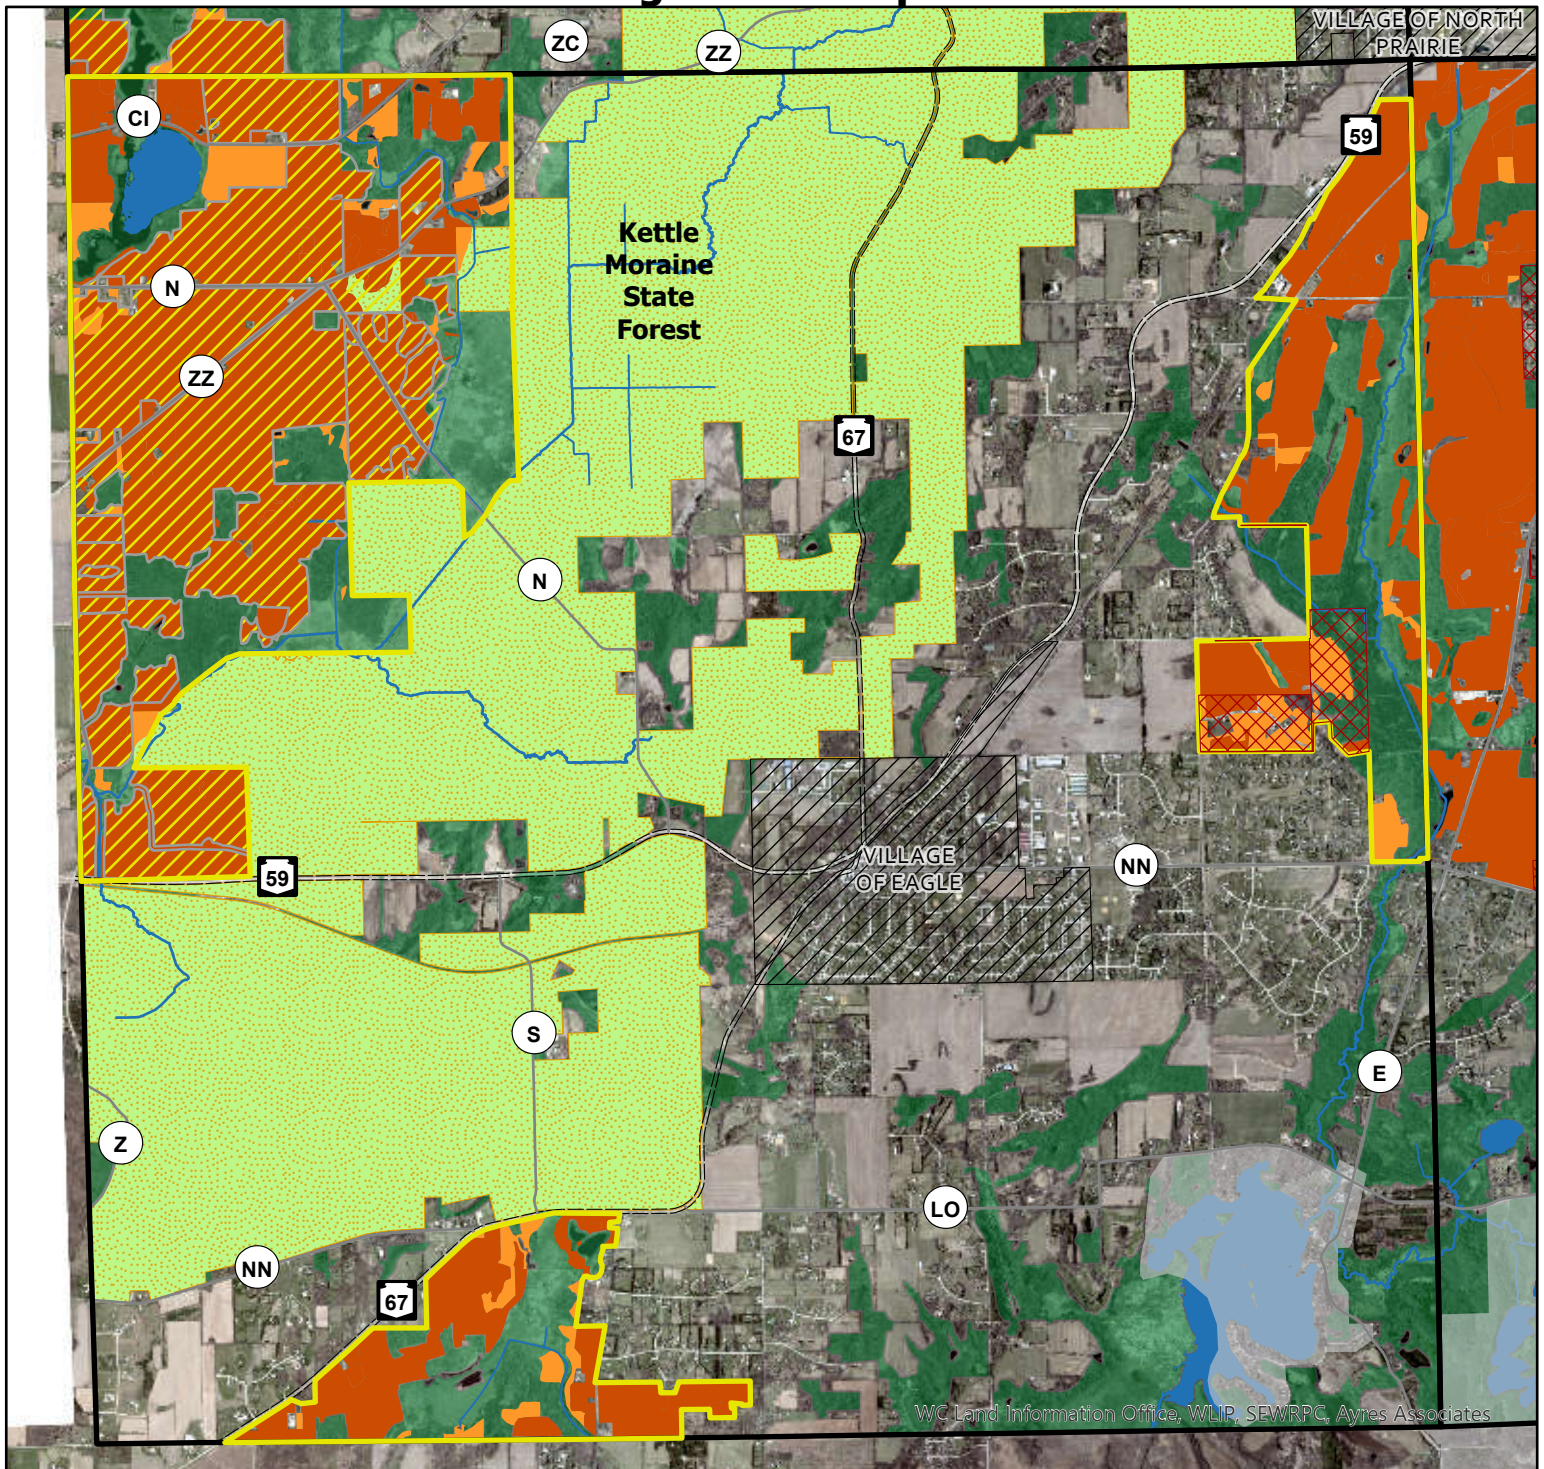 ZC
ZZ
VILLAGE OF NORTH
PRAIRIE
CI
59
Kettle
Moraine
State
Forest
N
ZZ
67
N
VILLAGE
OF EAGLE
NN
59
S
E
Z
LO
NN
67
WC Land Information Office, WLIP, SEWRPC, Ayres Associates